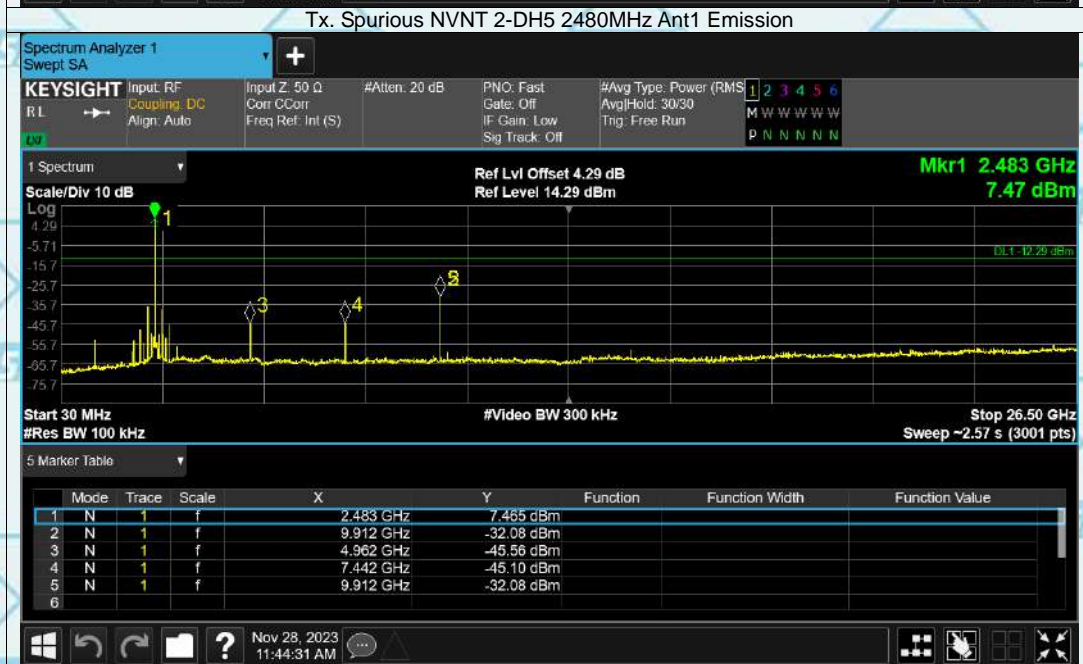 Tx. Spurious NVNT 2-DH5 2480MHz Ant1 Emission
Spectrum Analyzer 1
Swept SA
+
KEYSIGHT Input: RF Input Z: 50 Ω #Atten: 20 dB PNO: Fast #Avg Type: Power (RMS 1 2 3 4 5 6
RL Coupling: DC Corr CCorr Gate: Off Avg|Hold: 30/30 M W W W W W
Align: Auto Freq Ref: Int (S) IF Gain: Low Trig: Free Run
LXI Sig Track: Off P N N N N N
1 Spectrum Ref Lvl Offset 4.29 dB Mkr1 2.483 GHz
Scale/Div 10 dB Ref Level 14.29 dBm 7.47 dBm
Log
1
4.29
-5.71
DL1 -12.29 dBm
-15.7
-25.7
3 4
-35.7
-45.7
-55.7
-65.7
-75.7
Start 30 MHz #Video BW 300 kHz Stop 26.50 GHz
#Res BW 100 kHz Sweep ~2.57 s (3001 pts)
5 Marker Table
Mode Trace Scale X Y Function Function Width Function Value
1 N 1 f 2.483 GHz 7.465 dBm
2 N 1 f 9.912 GHz -32.08 dBm
3 N 1 f 4.962 GHz -45.56 dBm
4 N 1 f 7.442 GHz -45.10 dBm
5 N 1 f 9.912 GHz -32.08 dBm
6
? Nov 28, 2023
11:44:31 AM